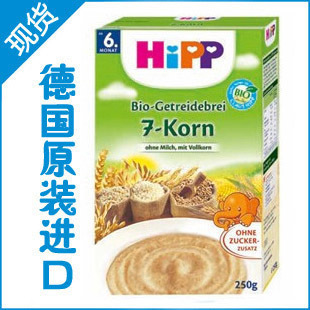 现货
德国原装进口
AB 6.
MONAT
HiPP
BIO
Bio-Getreidebrei
7-Korn
ohne Milch, mit Vollkorn
OHNE
ZUCKER-
ZUSATZ
250g